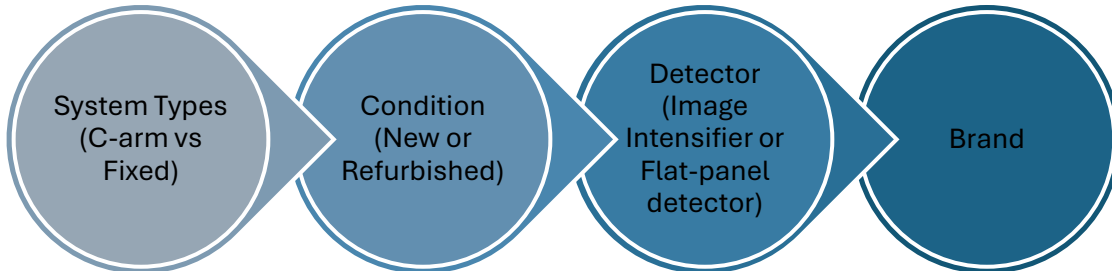 System Types
(C-arm vs
Fixed)
Condition
(New or
Refurbished)
Detector
(Image
Intensifier or
Flat-panel
detector)
Brand